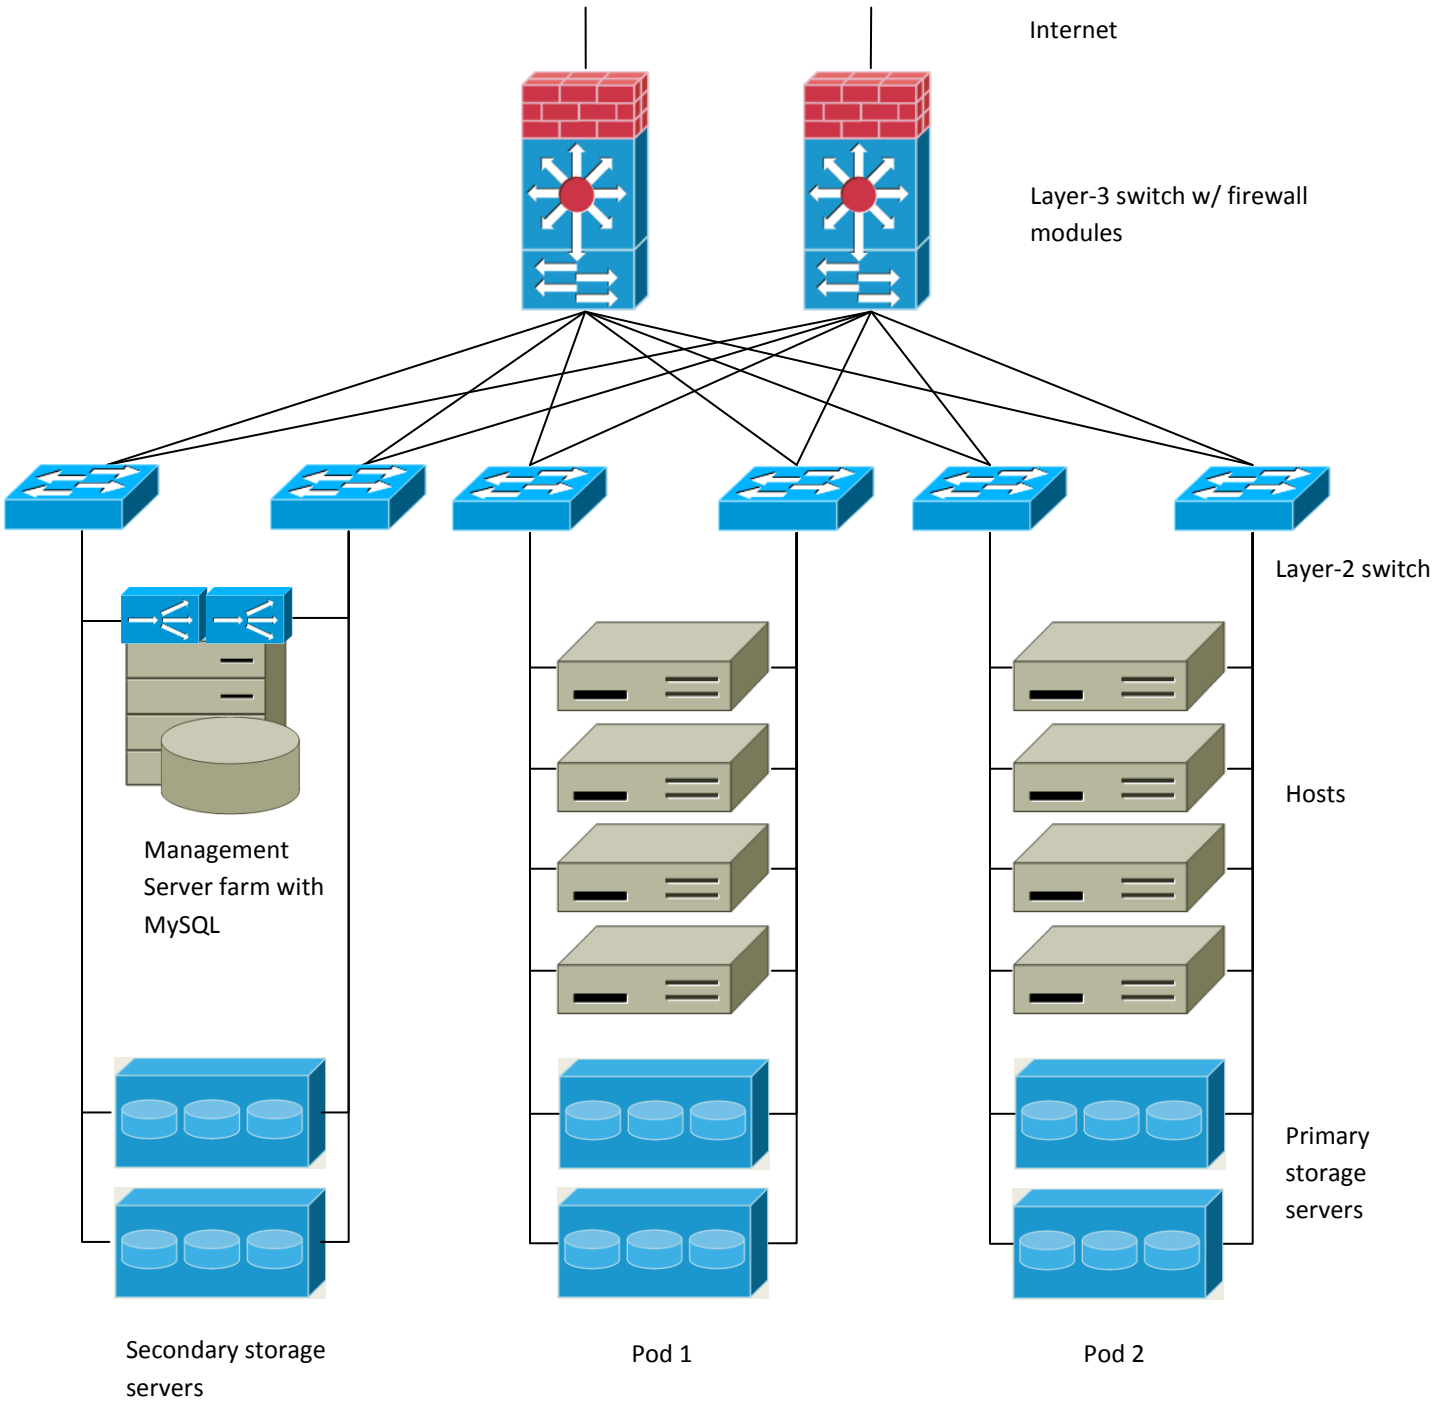 Internet
Layer-3 switch w/ firewall
modules
Layer-2 switch
Hosts
Management
Server farm with
MySQL
Primary
storage
servers
Secondary storage
servers
Pod 1
Pod 2